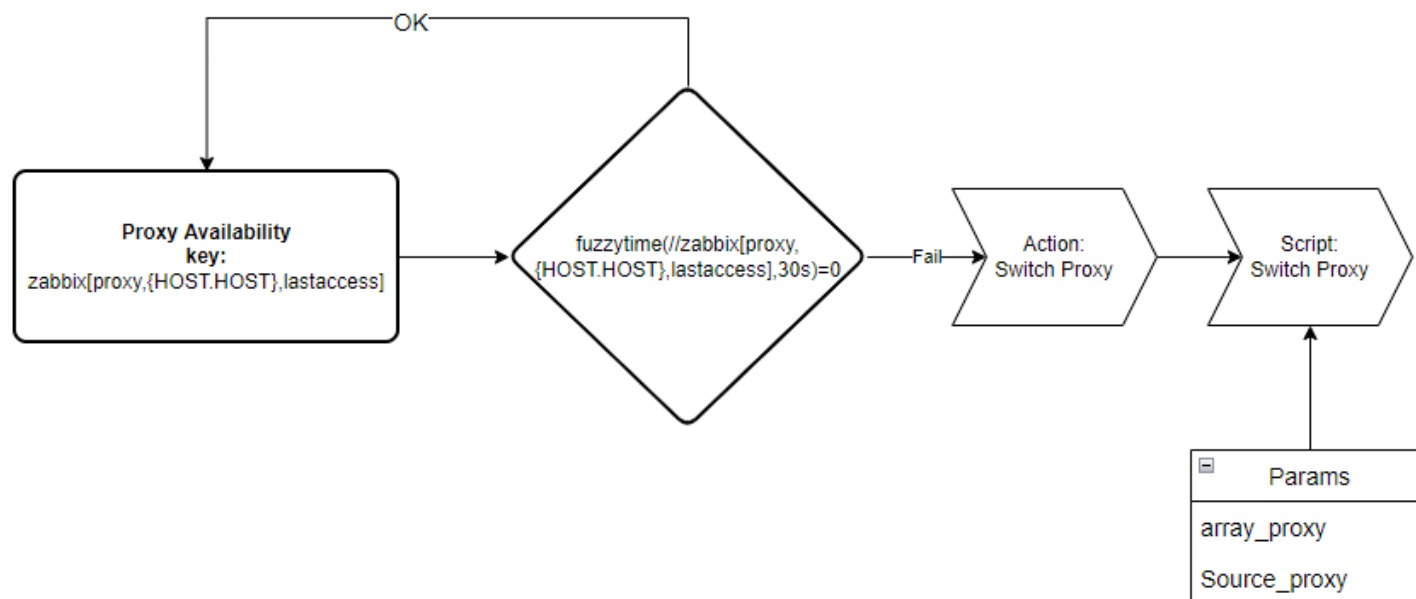 OK
Proxy Availability
key:
zabbix[proxy,{HOST.HOST},lastaccess]
fuzzytime(//zabbix[proxy,
{HOST.HOST},lastaccess],30s)=0
Fail
Action:
Switch Proxy
Script:
Switch Proxy
Params
array_proxy
Source_proxy